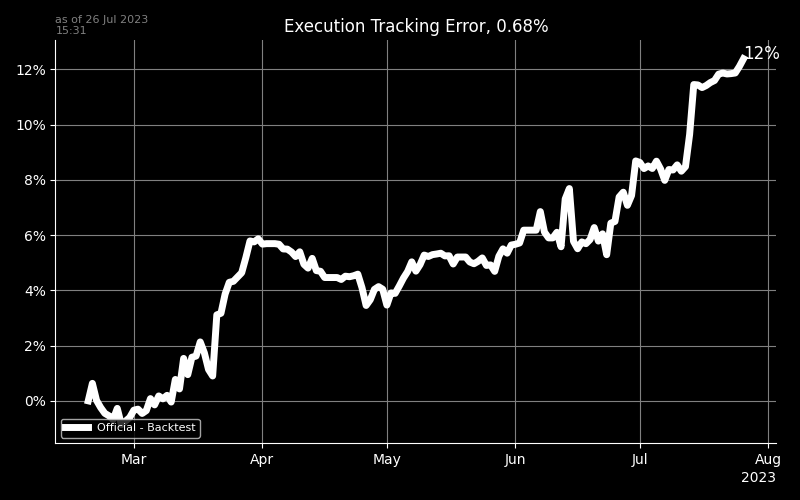 as of 26 Jul 2023
15:31
Execution Tracking Error, 0.68%
12%
12%
10%
8%
6%
4%
2%
0%
Official - Backtest
Mar
Apr
May
Jun
Jul
Aug
2023